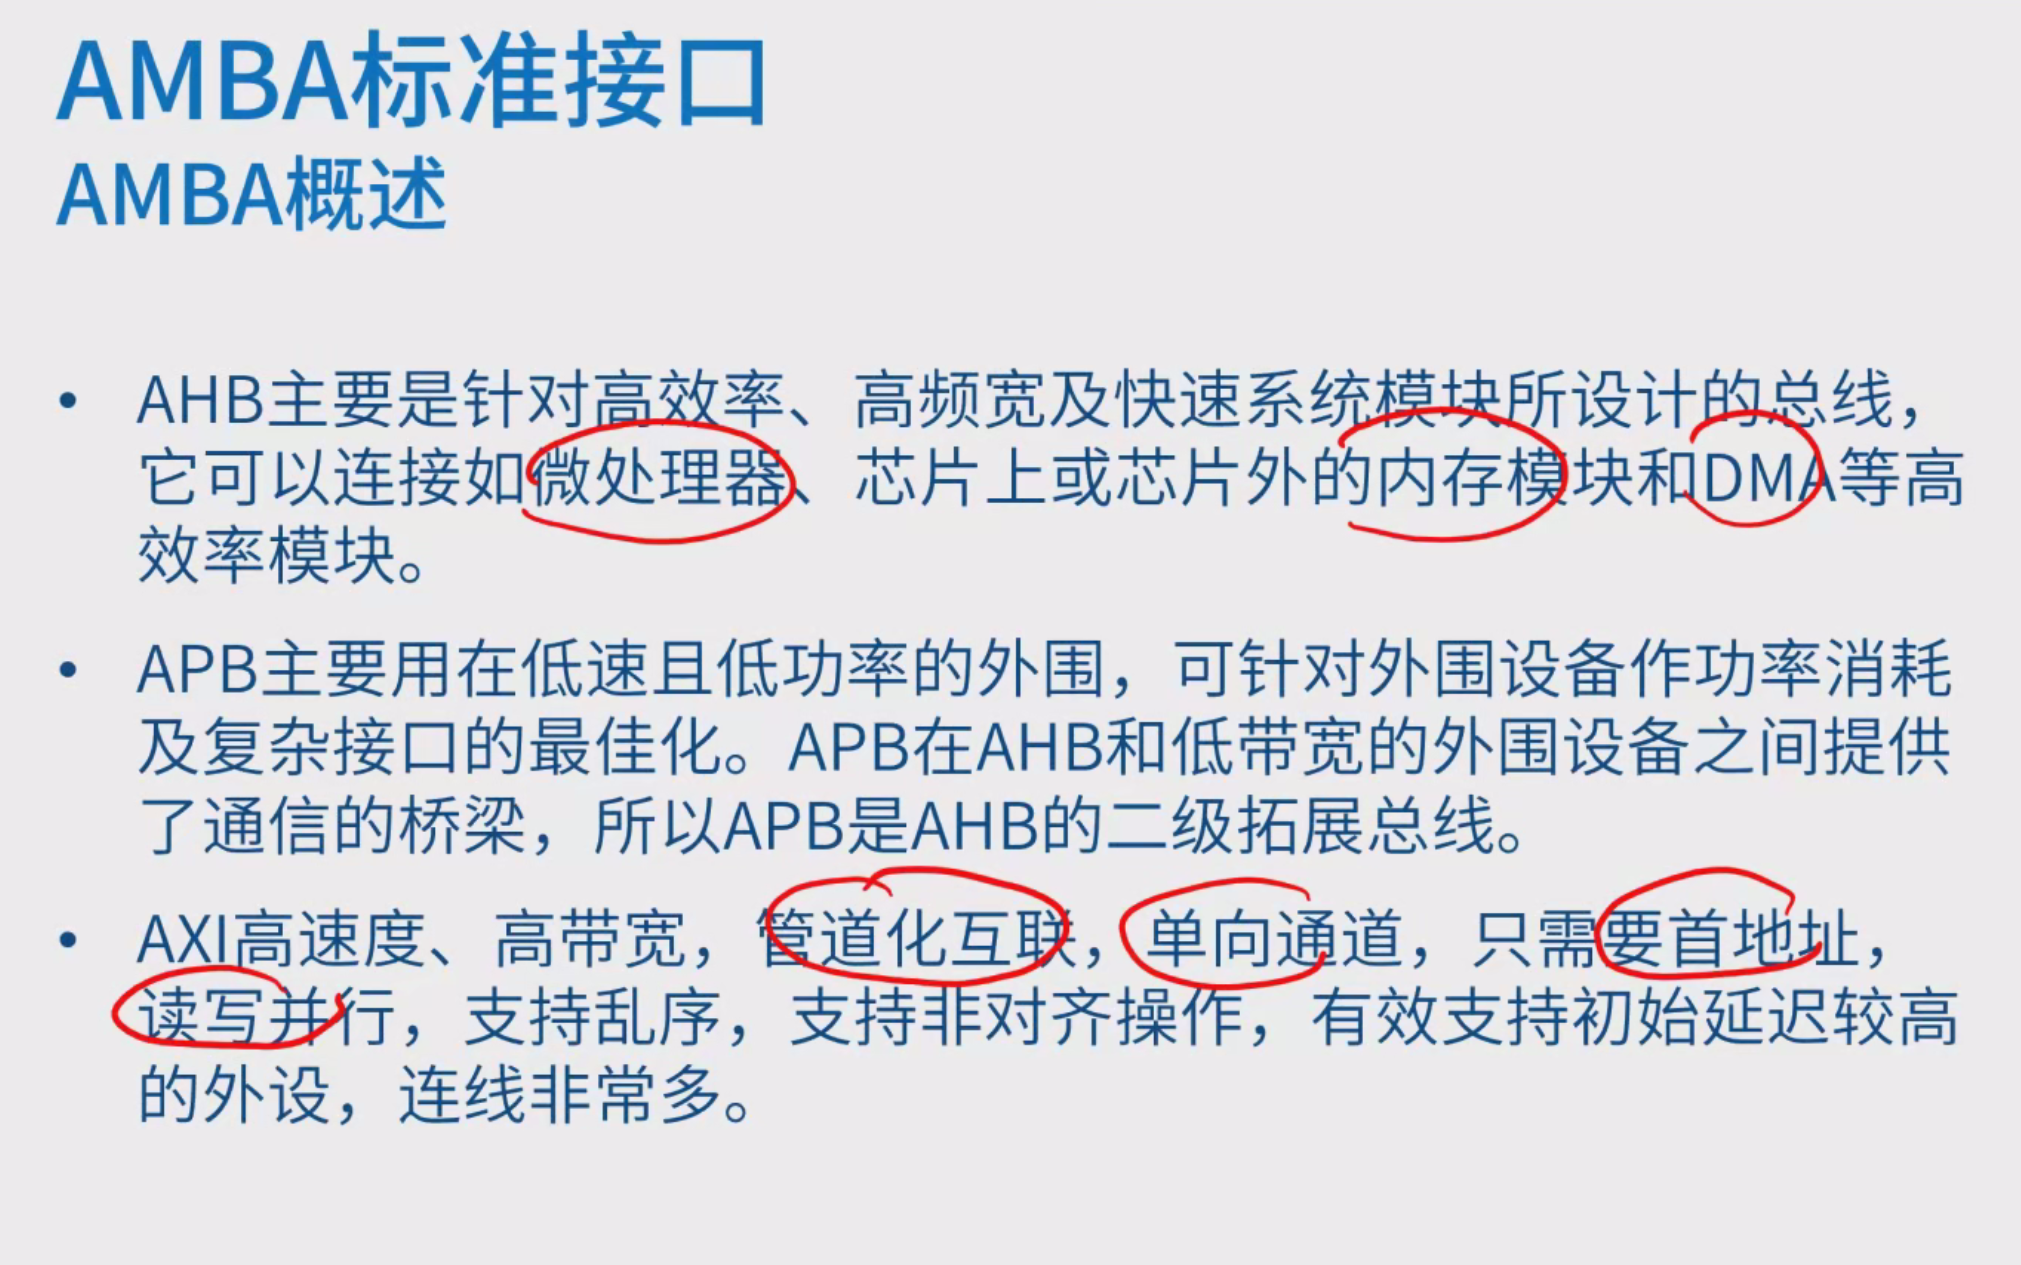 AMBA标准接口
AMBA概述
• AHB主要是针对高效率、高频宽及快速系统模块所设计的总线，
它可以连接如微处理器、芯片上或芯片外的内存模块和DMA等高
效率模块。
• APB主要用在低速且低功率的外围，可针对外围设备作功率消耗
及复杂接口的最佳化。APB在AHB和低带宽的外围设备之间提供
了通信的桥梁，所以APB是AHB的二级拓展总线。
• AXI高速度、高带宽，管道化互联，单向通道，只需要首地址，
读写并行，支持乱序，支持非对齐操作，有效支持初始延迟较高
的外设，连线非常多。